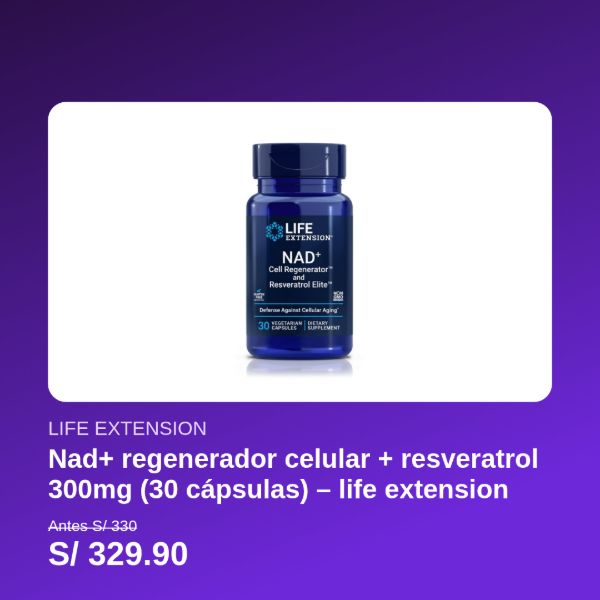 LIFE
EXTENSION
NAD+
Cell Regenerator™
and
Resveratrol Elite™
Defense Against Cellular Aging
30 VEGETARIAN CAPSULES DIETARY SUPPLEMENT
LIFE EXTENSION
Nad+ regenerador celular + resveratrol
300mg (30 cápsulas) – life extension
Antes S/ 330
S/ 329.90